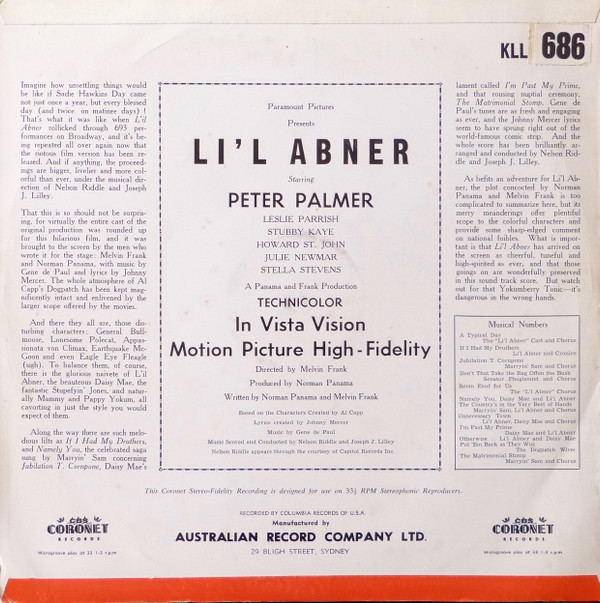 KLL 686
Imagine how unsettling things would
be like if Sadie Hawkins Day came
not just once a year, but every blessed
day (and twice on matinee days) !
That's what it was like when L'il
Abner rollicked through 693 per-
formances on Broadway, and it's be-
ing repeated all over again now that
the riotous film version has been re-
leased. And if anything, the proceed-
ings are bigger, livelier and more col-
orful than ever, under the musical dir-
ection of Nelson Riddle and Joseph
J. Lilley.
That this is so should not be surpris-
ing, for virtually the entire cast of the
original production was rounded up
for this hilarious film, and it was
brought to the screen by the men who
wrote it for the stage: Melvin Frank
and Norman Panama, with music by
Gene de Paul and lyrics by Johnny
Mercer. The whole atmosphere of Al
Capp's Dogpatch has been kept mag-
nificently intact and enlivened by the
larger scope offered by the movies.
And there they all are, those dis-
turbing characters: General Bull-
moose, Lonesome Polecat, Appas-
sionata von Climax, Earthquake Mc-
Goon and even Eagle Eye Fleagle
(ugh). To balance them, of course,
there is the glorious narrete of L'il
Abner, the beauteous Daisy Mae, the
fantastic Stupefyin' Jones, and natur-
ally Mammy and Pappy Yokum, all
cavorting in just the style you would
expect of them.
Along the way there are such melo-
dious lilts as If I Had My Druthers,
and Namely You, the celebrated saga
sung by Marryin' Sam concerning
Jubilation T. Cornpone, Daisy Mae's
Paramount Pictures
Presents
LI'L ABNER
Starring
PETER PALMER
LESLIE PARRISH
STUBBY KAYE
HOWARD ST. JOHN
JULIE NEWMAR
STELLA STEVENS
A Panama and Frank Production
TECHNICOLOR
In Vista Vision
Motion Picture High-Fidelity
Directed by Melvin Frank
Produced by Norman Panama
Written by Norman Panama and Melvin Frank
Based on the Characters Created by Al Capp
Lyrics created by Johnny Mercer
Music by Gene de Paul
Music Scored and Conducted by Nelson Riddle and Joseph J. Lilley
Nelson Riddle appears through the courtesy of Capitol Records Inc.
lament called I'm Past My Prime,
and that rousing nuptial ceremony,
The Matrimonial Stomp. Gene de
Paul's tunes are as fresh and engaging
as ever, and the Johnny Mercer lyrics
seem to have sprung right out of the
world-famous comic strip. And the
whole score has been brilliantly ar-
ranged and conducted by Nelson Rid-
dle and Joseph J. Lilley.
As befits an adventure for Li'l Ab-
ner, the plot concocted by Norman
Panama and Melvin Frank is too
complicated to summarize here, but its
merry meanderings offer plentiful
scope to the colorful characters and
provide some sharp-edged comment
on national foibles. What is impor-
tant is that Li'l Abner has arrived on
the screen as cheerful, tuneful and
high-spirited as ever, and that those
goings on are wonderfully preserved
in this sound track score. But watch
out for that Yokumberry Tonic—it's
dangerous in the wrong hands.
Musical Numbers
A Typical Day
The "Li'l Abner" Cast and Chorus
If I Had My Druthers
Li'l Abner and Cronies
Jubilation T. Cornpone
Marryin' Sam and Chorus
Don't That Take the Rag Offen the Bush
Senator Phogbound and Chorus
Room Enuf for Us
The "L'l Abner" Chorus
Namely You, Daisy Mae and Li'l Abner
The Country's in the Very Best of Hands
Marryin' Sam, Li'l Abner and Chorus
Unnecessary Town
Li'l Abner, Daisy Mae and Chorus
I'm Past My Prime
Daisy Mae and Li'l Abner
Otherwise Li'l Abner and Daisy Mae
Put 'Em Back as They Wuz
The Dogpatch Wives
The Matrimonial Stomp
Marryin' Sam and Chorus
This Coronet Stereo-Fidelity Recording is designed for use on 33⅓ RPM Stereophonic Reproducers.
RECORDED BY COLUMBIA RECORDS OF U.S.A.
Manufactured by
AUSTRALIAN RECORD COMPANY LTD.
29 BLIGH STREET, SYDNEY
CBS
CORONET
RECORDS
Microgroove play at 33 1-3 r.p.m
CBS
CORONET
RECORDS
Microgroove play at 33 1-3 r.p.m